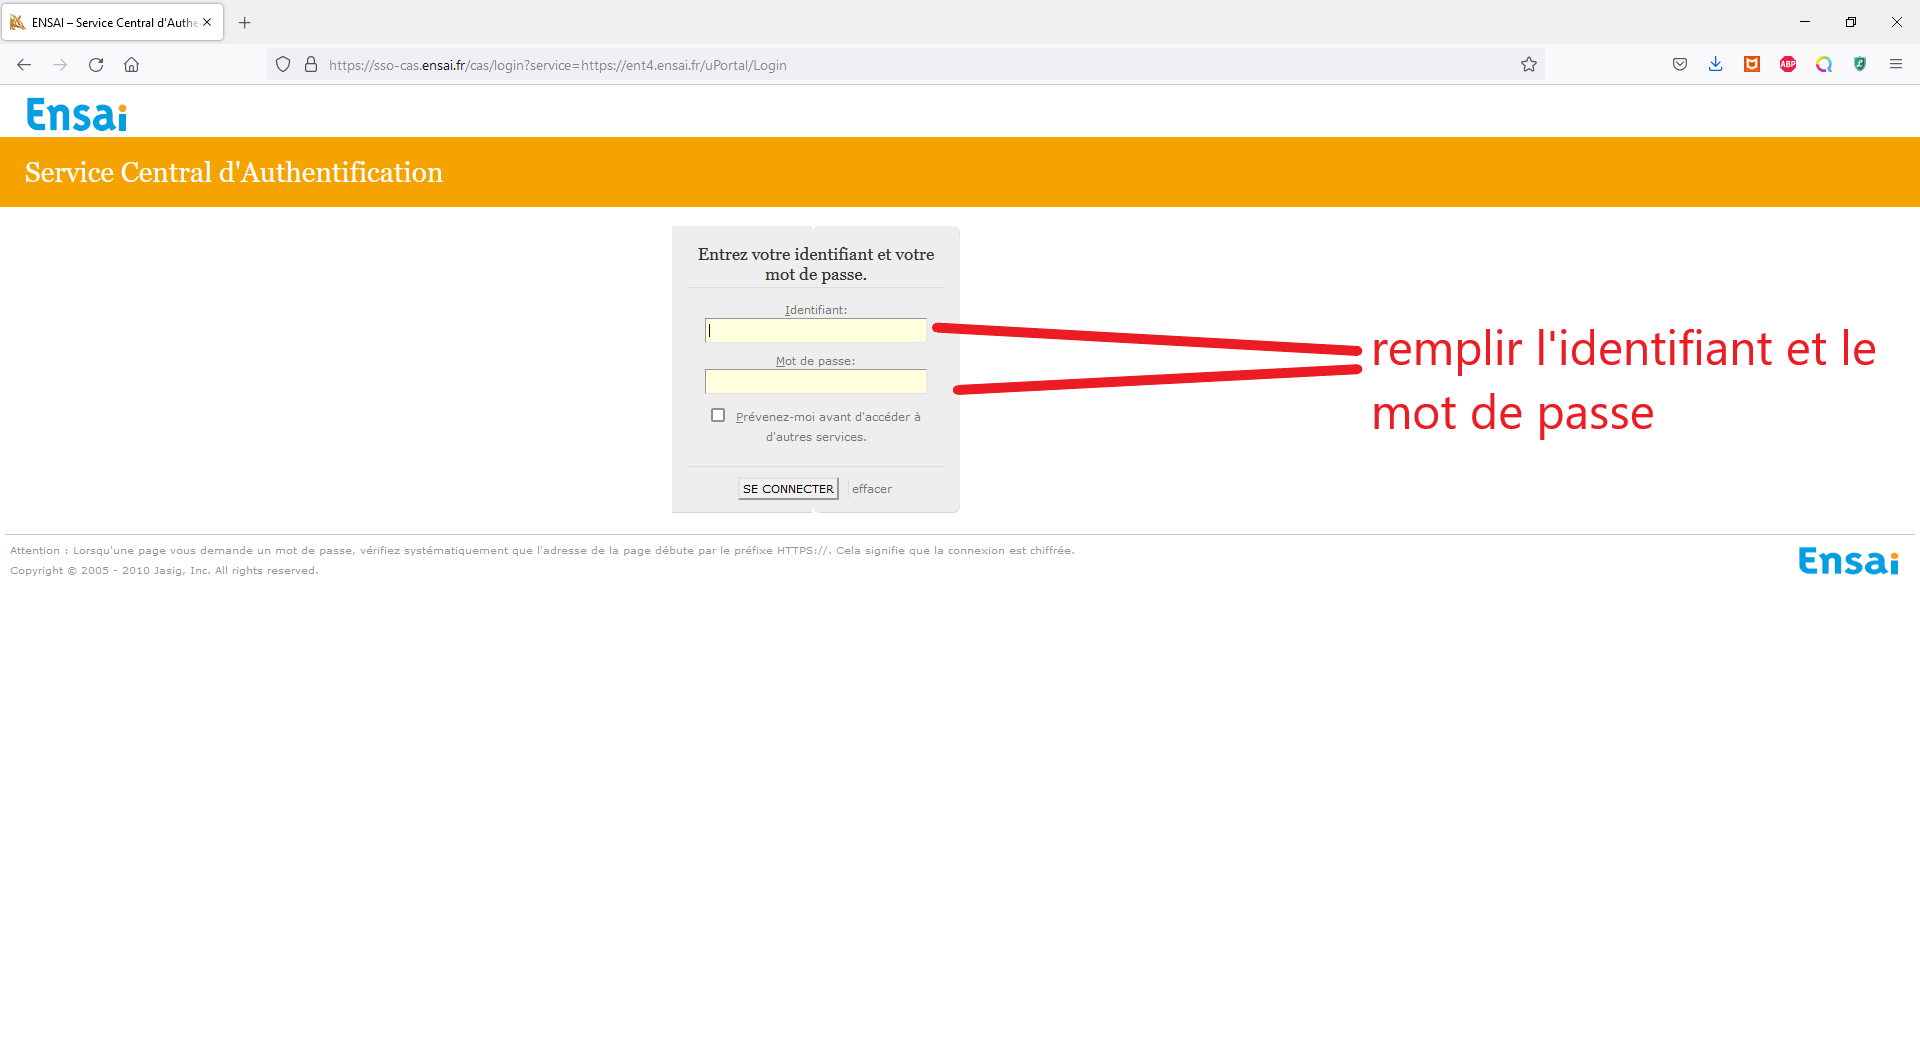 ENSAI – Service Central d'Authe
https://sso-cas.ensai.fr/cas/login?service=https://ent4.ensai.fr/uPortal/Login
ABP
Ensai
Service Central d'Authentification
Entrez votre identifiant et votre
mot de passe.
Identifiant:
Mot de passe:
Prévenez-moi avant d'accéder à
d'autres services.
SE CONNECTER
effacer
remplir l'identifiant et le
mot de passe
Attention : Lorsqu'une page vous demande un mot de passe, vérifiez systématiquement que l'adresse de la page débute par le préfixe HTTPS://. Cela signifie que la connexion est chiffrée.
Copyright © 2005 - 2010 Jasig, Inc. All rights reserved.
Ensai